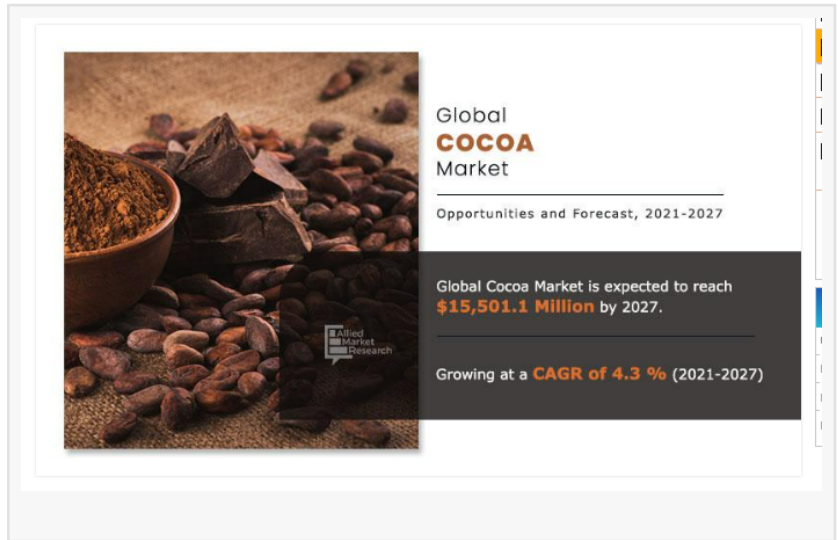 Global
COCOA
Market
Opportunities and Forecast, 2021-2027
Global Cocoa Market is expected to reach
$15,501.1 Million by 2027.
Allied
Market
Research
Growing at a CAGR of 4.3 % (2021-2027)